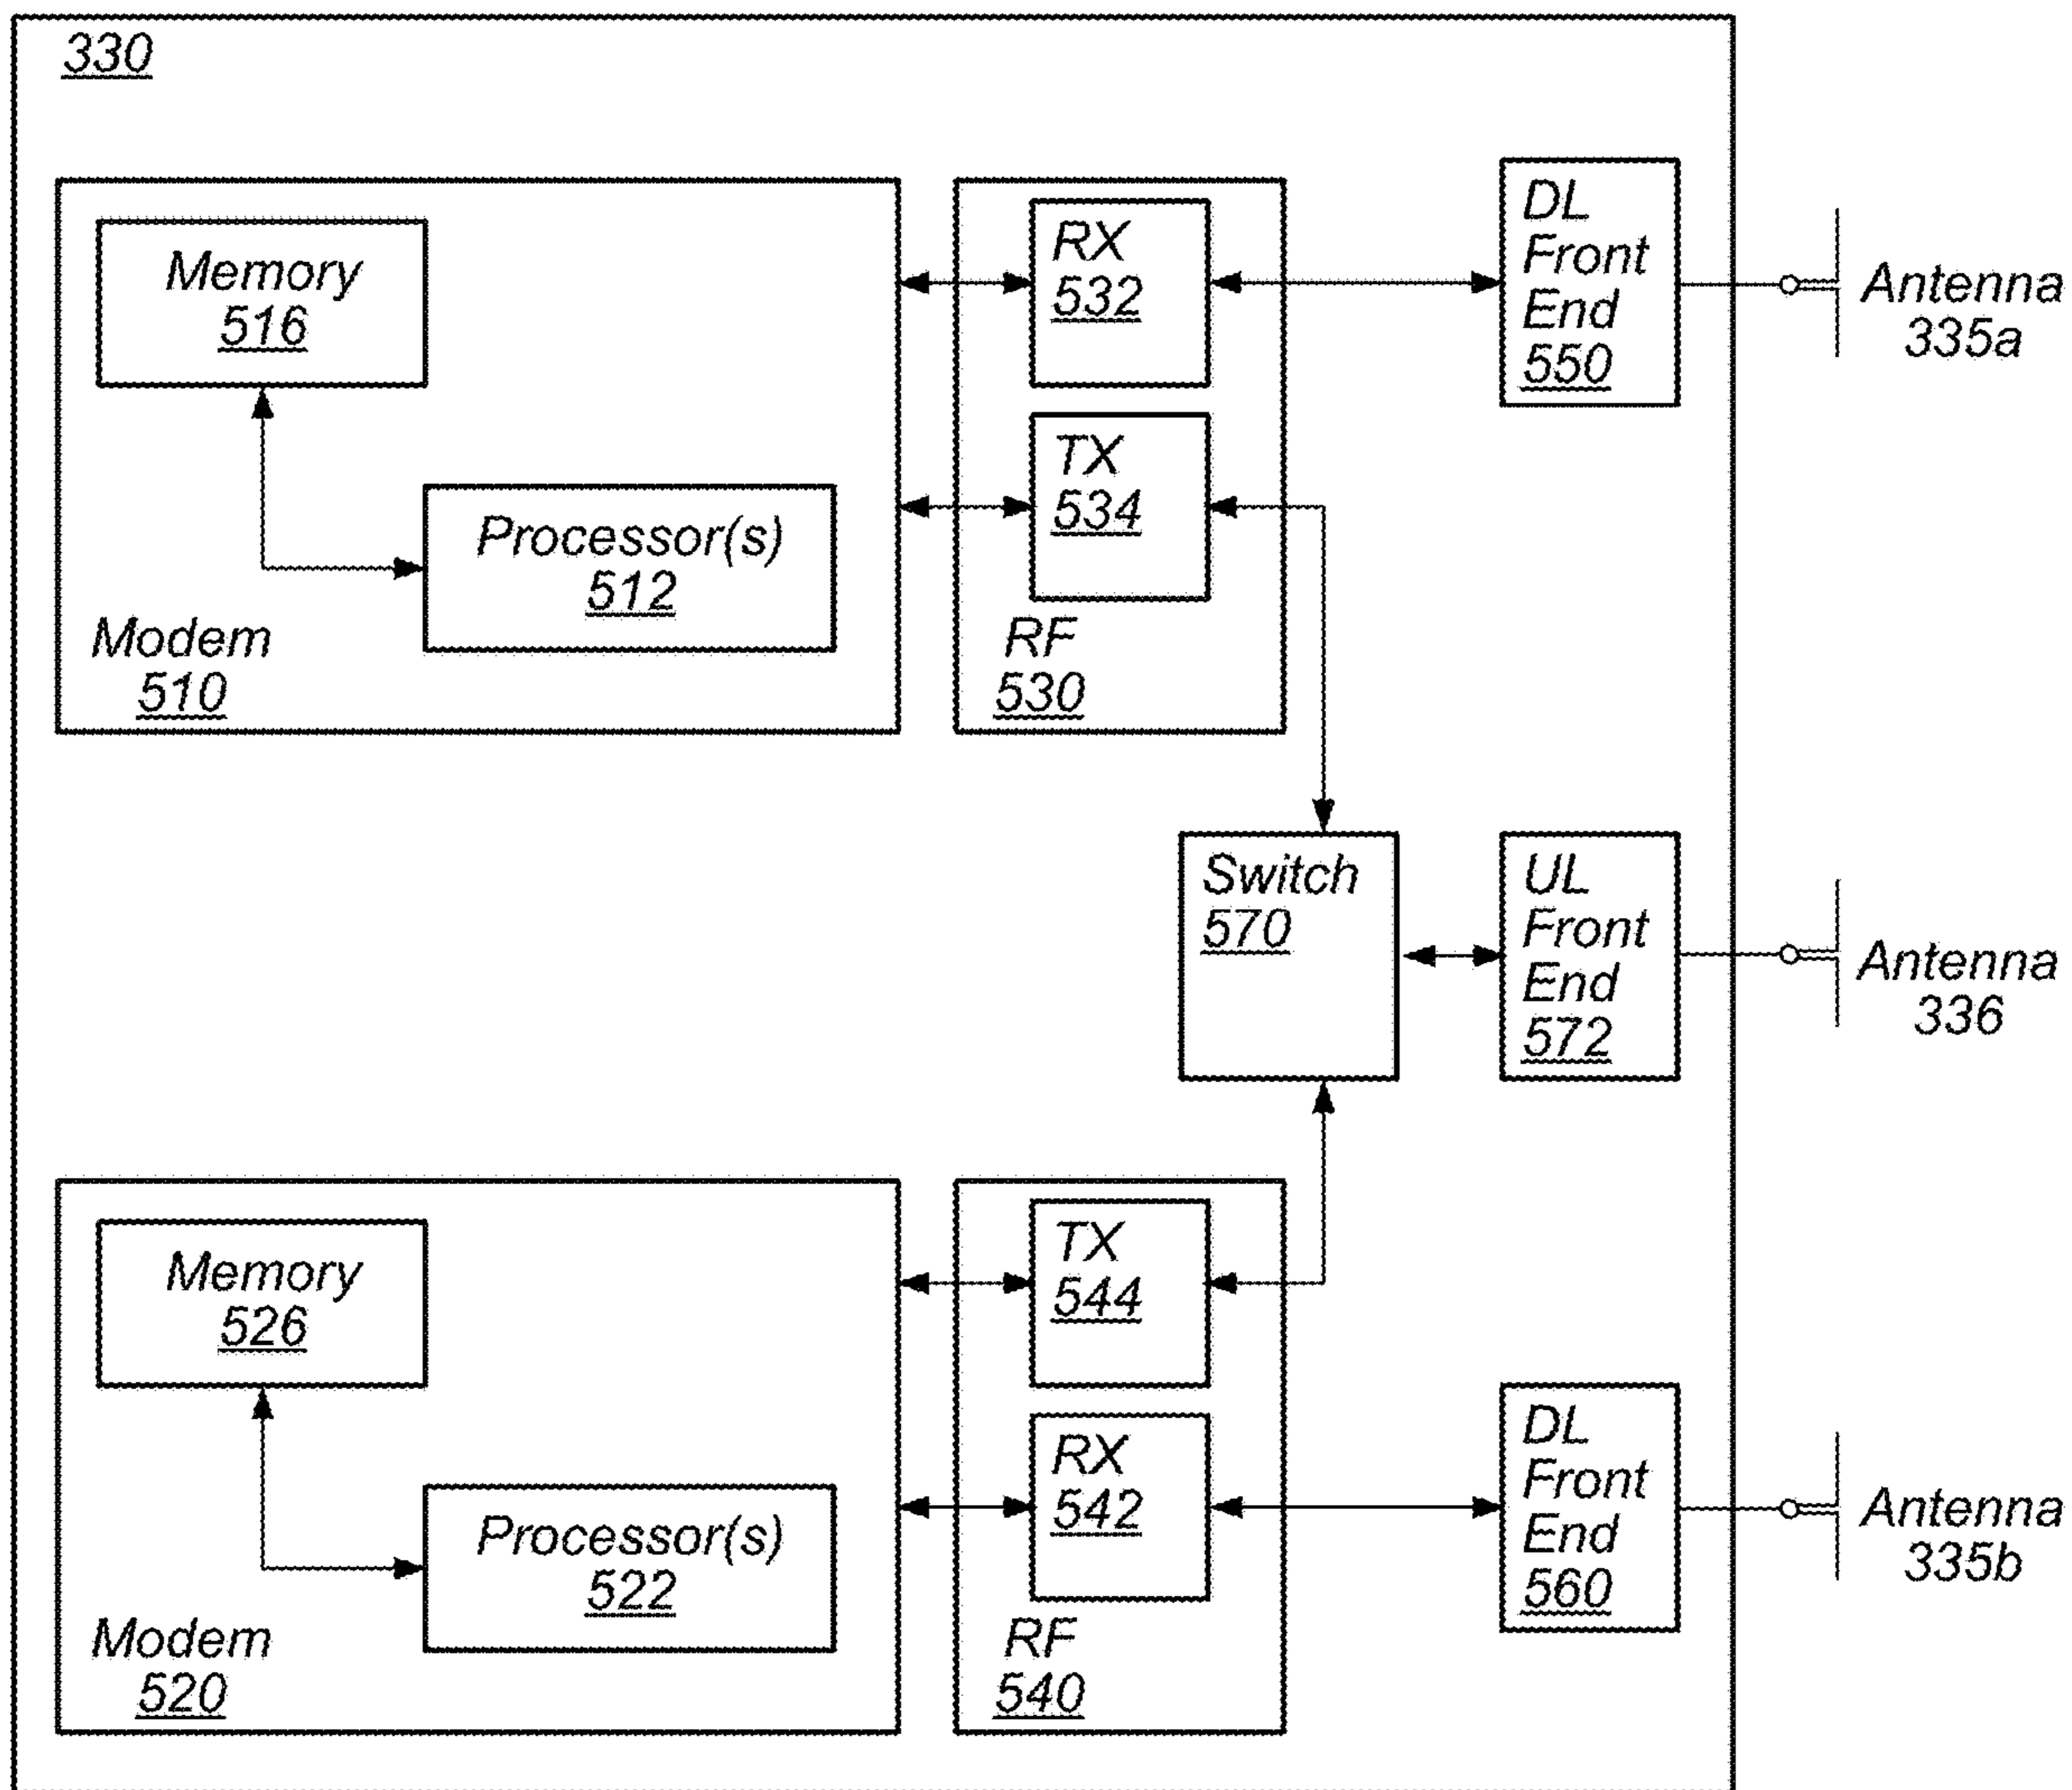 330
Memory
516
Processor(s)
512
Modem
510
RX
532
TX
534
RF
530
DL
Front
End
550
Antenna
335a
Switch
570
UL
Front
End
572
Antenna
336
Memory
526
Processor(s)
522
Modem
520
TX
544
RX
542
RF
540
DL
Front
End
560
Antenna
335b